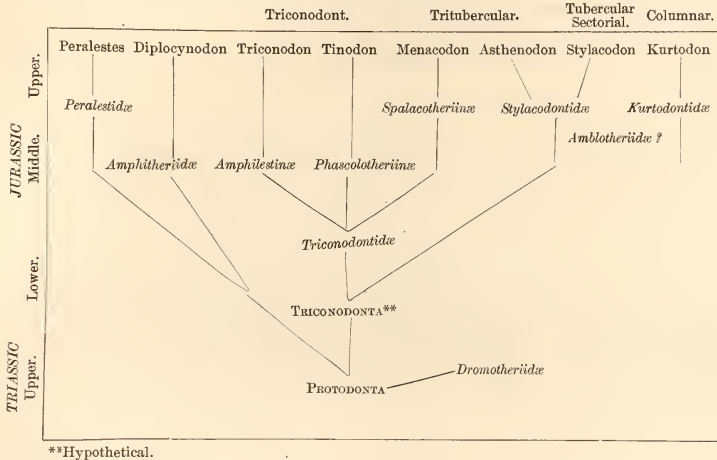 Triconodont. Tritubercular. Tubercular Sectorial. Columnar.
Peralestes Diplocynodon Triconodon Tinodon Menacodon Asthenodon Stylacodon Kurtodon
Upper.
Peralestidæ Spalacotheriinæ Stylacodontidæ Kurtodontidæ
Amblotheriidæ ?
JURASSIC
Middle.
Amphitheriidæ Amphilestinæ Phascolotheriinæ
Triconodontidæ
Lower.
TRICONODONTA**
TRIASSIC
Upper.
Dromotheriidæ
PROTODONTA
**Hypothetical.